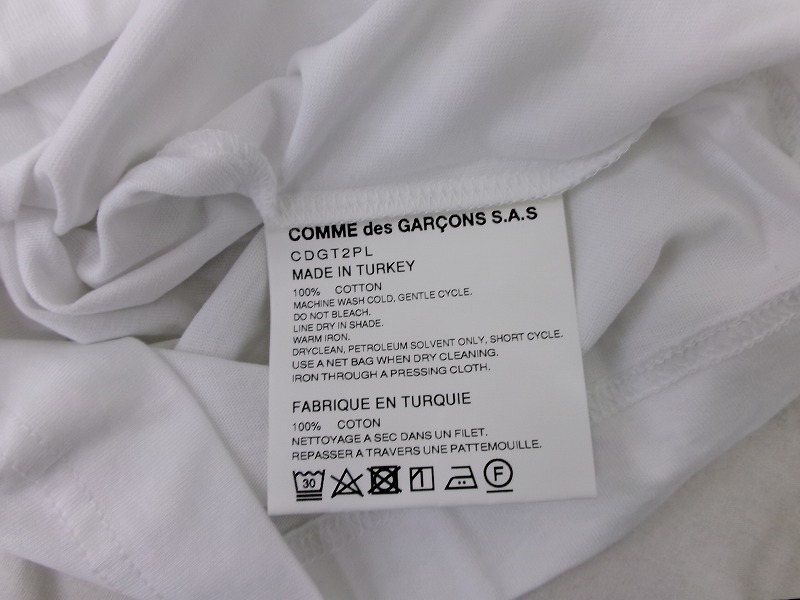 COMME des GARÇONS S.A.S
CDGT2PL
MADE IN TURKEY
100% COTTON
MACHINE WASH COLD, GENTLE CYCLE.
DO NOT BLEACH.
LINE DRY IN SHADE.
WARM IRON.
DRYCLEAN, PETROLEUM SOLVENT ONLY, SHORT CYCLE.
USE A NET BAG WHEN DRY CLEANING.
IRON THROUGH A PRESSING CLOTH.
FABRIQUE EN TURQUIE
100% COTON
NETTOYAGE A SEC DANS UN FILET.
REPASSER A TRAVERS UNE PATTEMOUILLE.
30 F